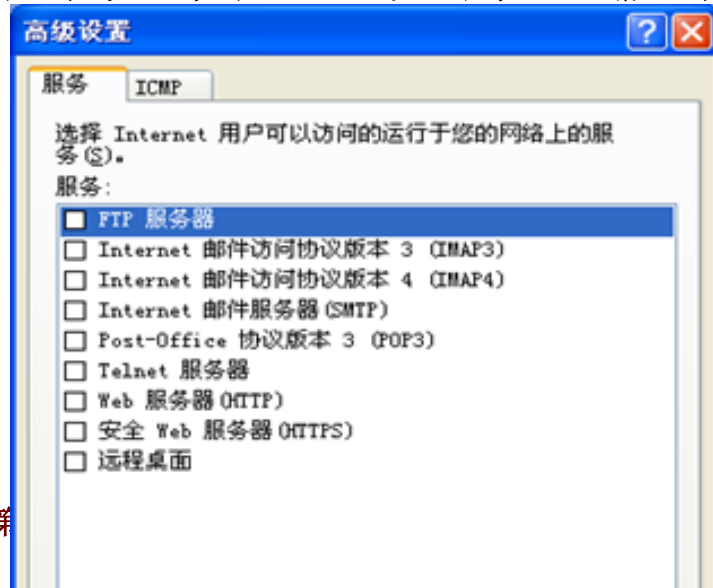 高级设置
服务 ICMP
选择 Internet 用户可以访问的运行于您的网络上的服
务(S)。
服务:
FTP 服务器
Internet 邮件访问协议版本 3 (IMAP3)
Internet 邮件访问协议版本 4 (IMAP4)
Internet 邮件服务器(SMTP)
Post-Office 协议版本 3 (POP3)
Telnet 服务器
Web 服务器(HTTP)
安全 Web 服务器(HTTPS)
远程桌面